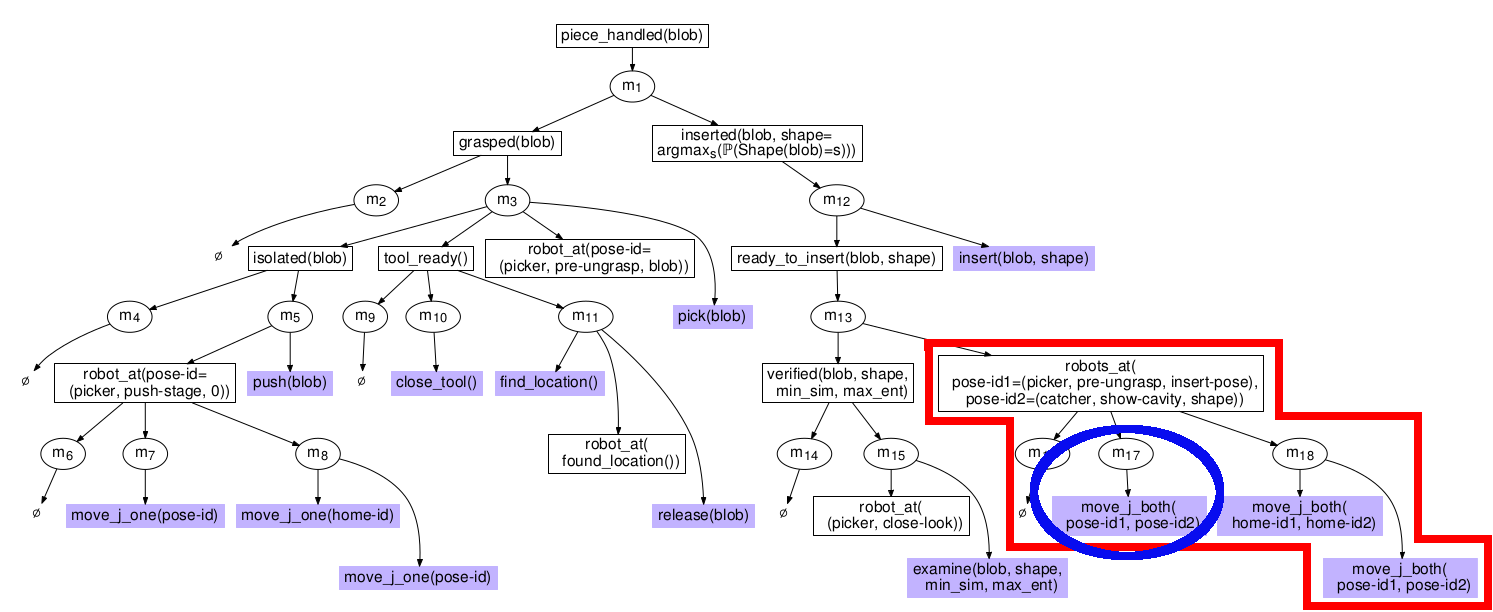 piece_handled(blob)
m1
grasped(blob)
inserted(blob, shape=
argmaxs(ℙ(Shape(blob)=s)))
m2
m3
m12
∅
isolated(blob)
tool_ready()
robot_at(pose-id=
(picker, pre-ungrasp, blob))
ready_to_insert(blob, shape)
insert(blob, shape)
m4
m5
m9
m10
m11
pick(blob)
m13
∅
robot_at(pose-id=
(picker, push-stage, 0))
push(blob)
∅
close_tool()
find_location()
verified(blob, shape,
min_sim, max_ent)
robots_at(
pose-id1=(picker, pre-ungrasp, insert-pose),
pose-id2=(catcher, show-cavity, shape))
m6
m7
m8
robot_at(
found_location())
m14
m15
m17
m18
∅
move_j_one(pose-id)
move_j_one(home-id)
release(blob)
∅
robot_at(
(picker, close-look))
∅
move_j_both(
pose-id1, pose-id2)
move_j_both(
home-id1, home-id2)
move_j_one(pose-id)
examine(blob, shape,
min_sim, max_ent)
move_j_both(
pose-id1, pose-id2)